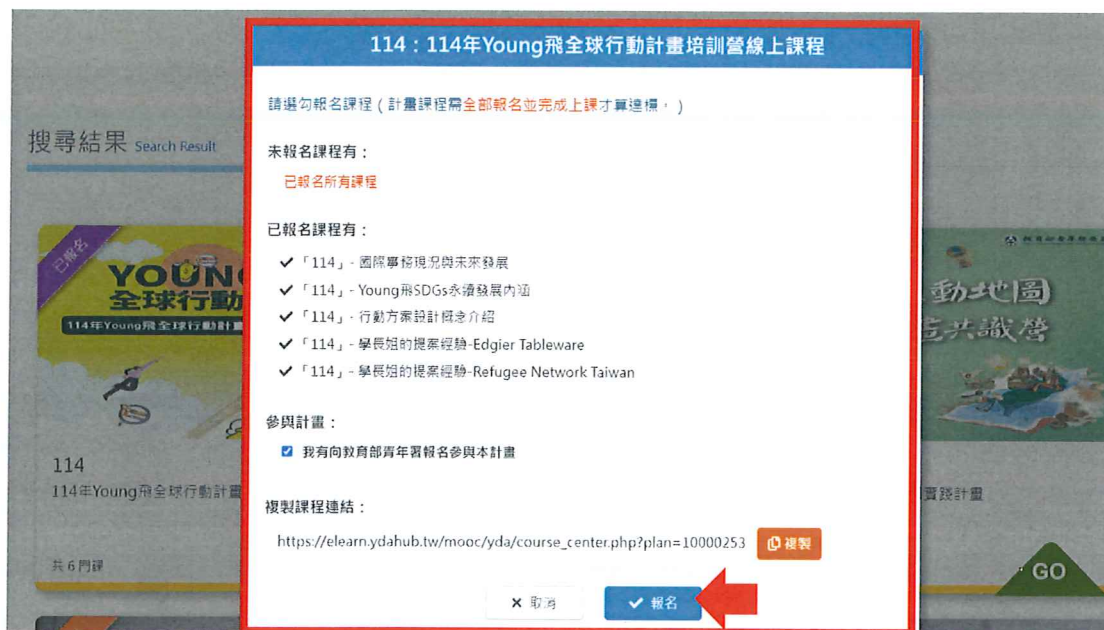 114：114年Young飛全球行動計畫培訓營線上課程
請選勾報名課程（計畫課程需全部報名並完成上課才算達標，）
搜尋結果 Search Result
未報名課程有：
已報名所有課程
已報名課程有：
✔「114」- 國際事務現況與未來發展
✔「114」- Young飛SDGs永續發展內涵
✔「114」- 行動方案設計概念介紹
✔「114」- 學長姐的提案經驗-Edgier Tableware
✔「114」- 學長姐的提案經驗-Refugee Network Taiwan
參與計畫：
我有向教育部青年署報名參與本計畫
複製課程連結：
https://elearn.ydahub.tw/mooc/yda/course_center.php?plan=10000253 複製
✕ 取消
✔ 報名
已報名
YOUNG
全球行動
114年Young飛全球行動計畫
114
114年Young飛全球行動計畫
共6門課
動地圖
共識營
實踐計畫
GO